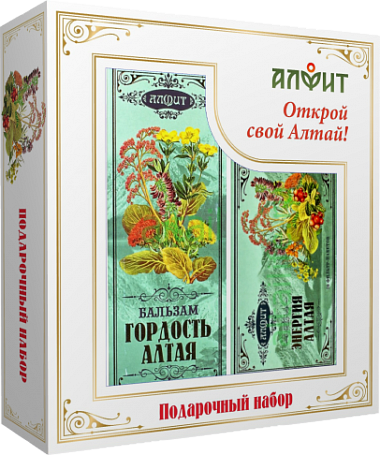 АЛФИТ
Открой
свой Алтай!
АЛФИТ
БАЛЬЗАМ
ГОРДОСТЬ
АЛТАЯ
АЛФИТ
ЭНЕРГИЯ
АЛТАЯ
Подарочный набор
ПОДАРОЧНЫЙ НАБОР